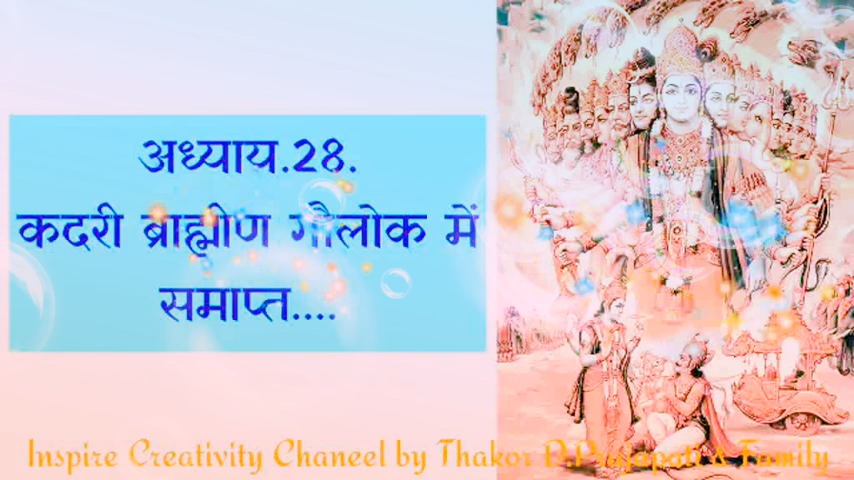 अध्याय.28.
कदरी ब्राह्मोण गौलोक में
समाप्त....
Inspire Creativity Chaneel by Thakor D.Prajapati & Family